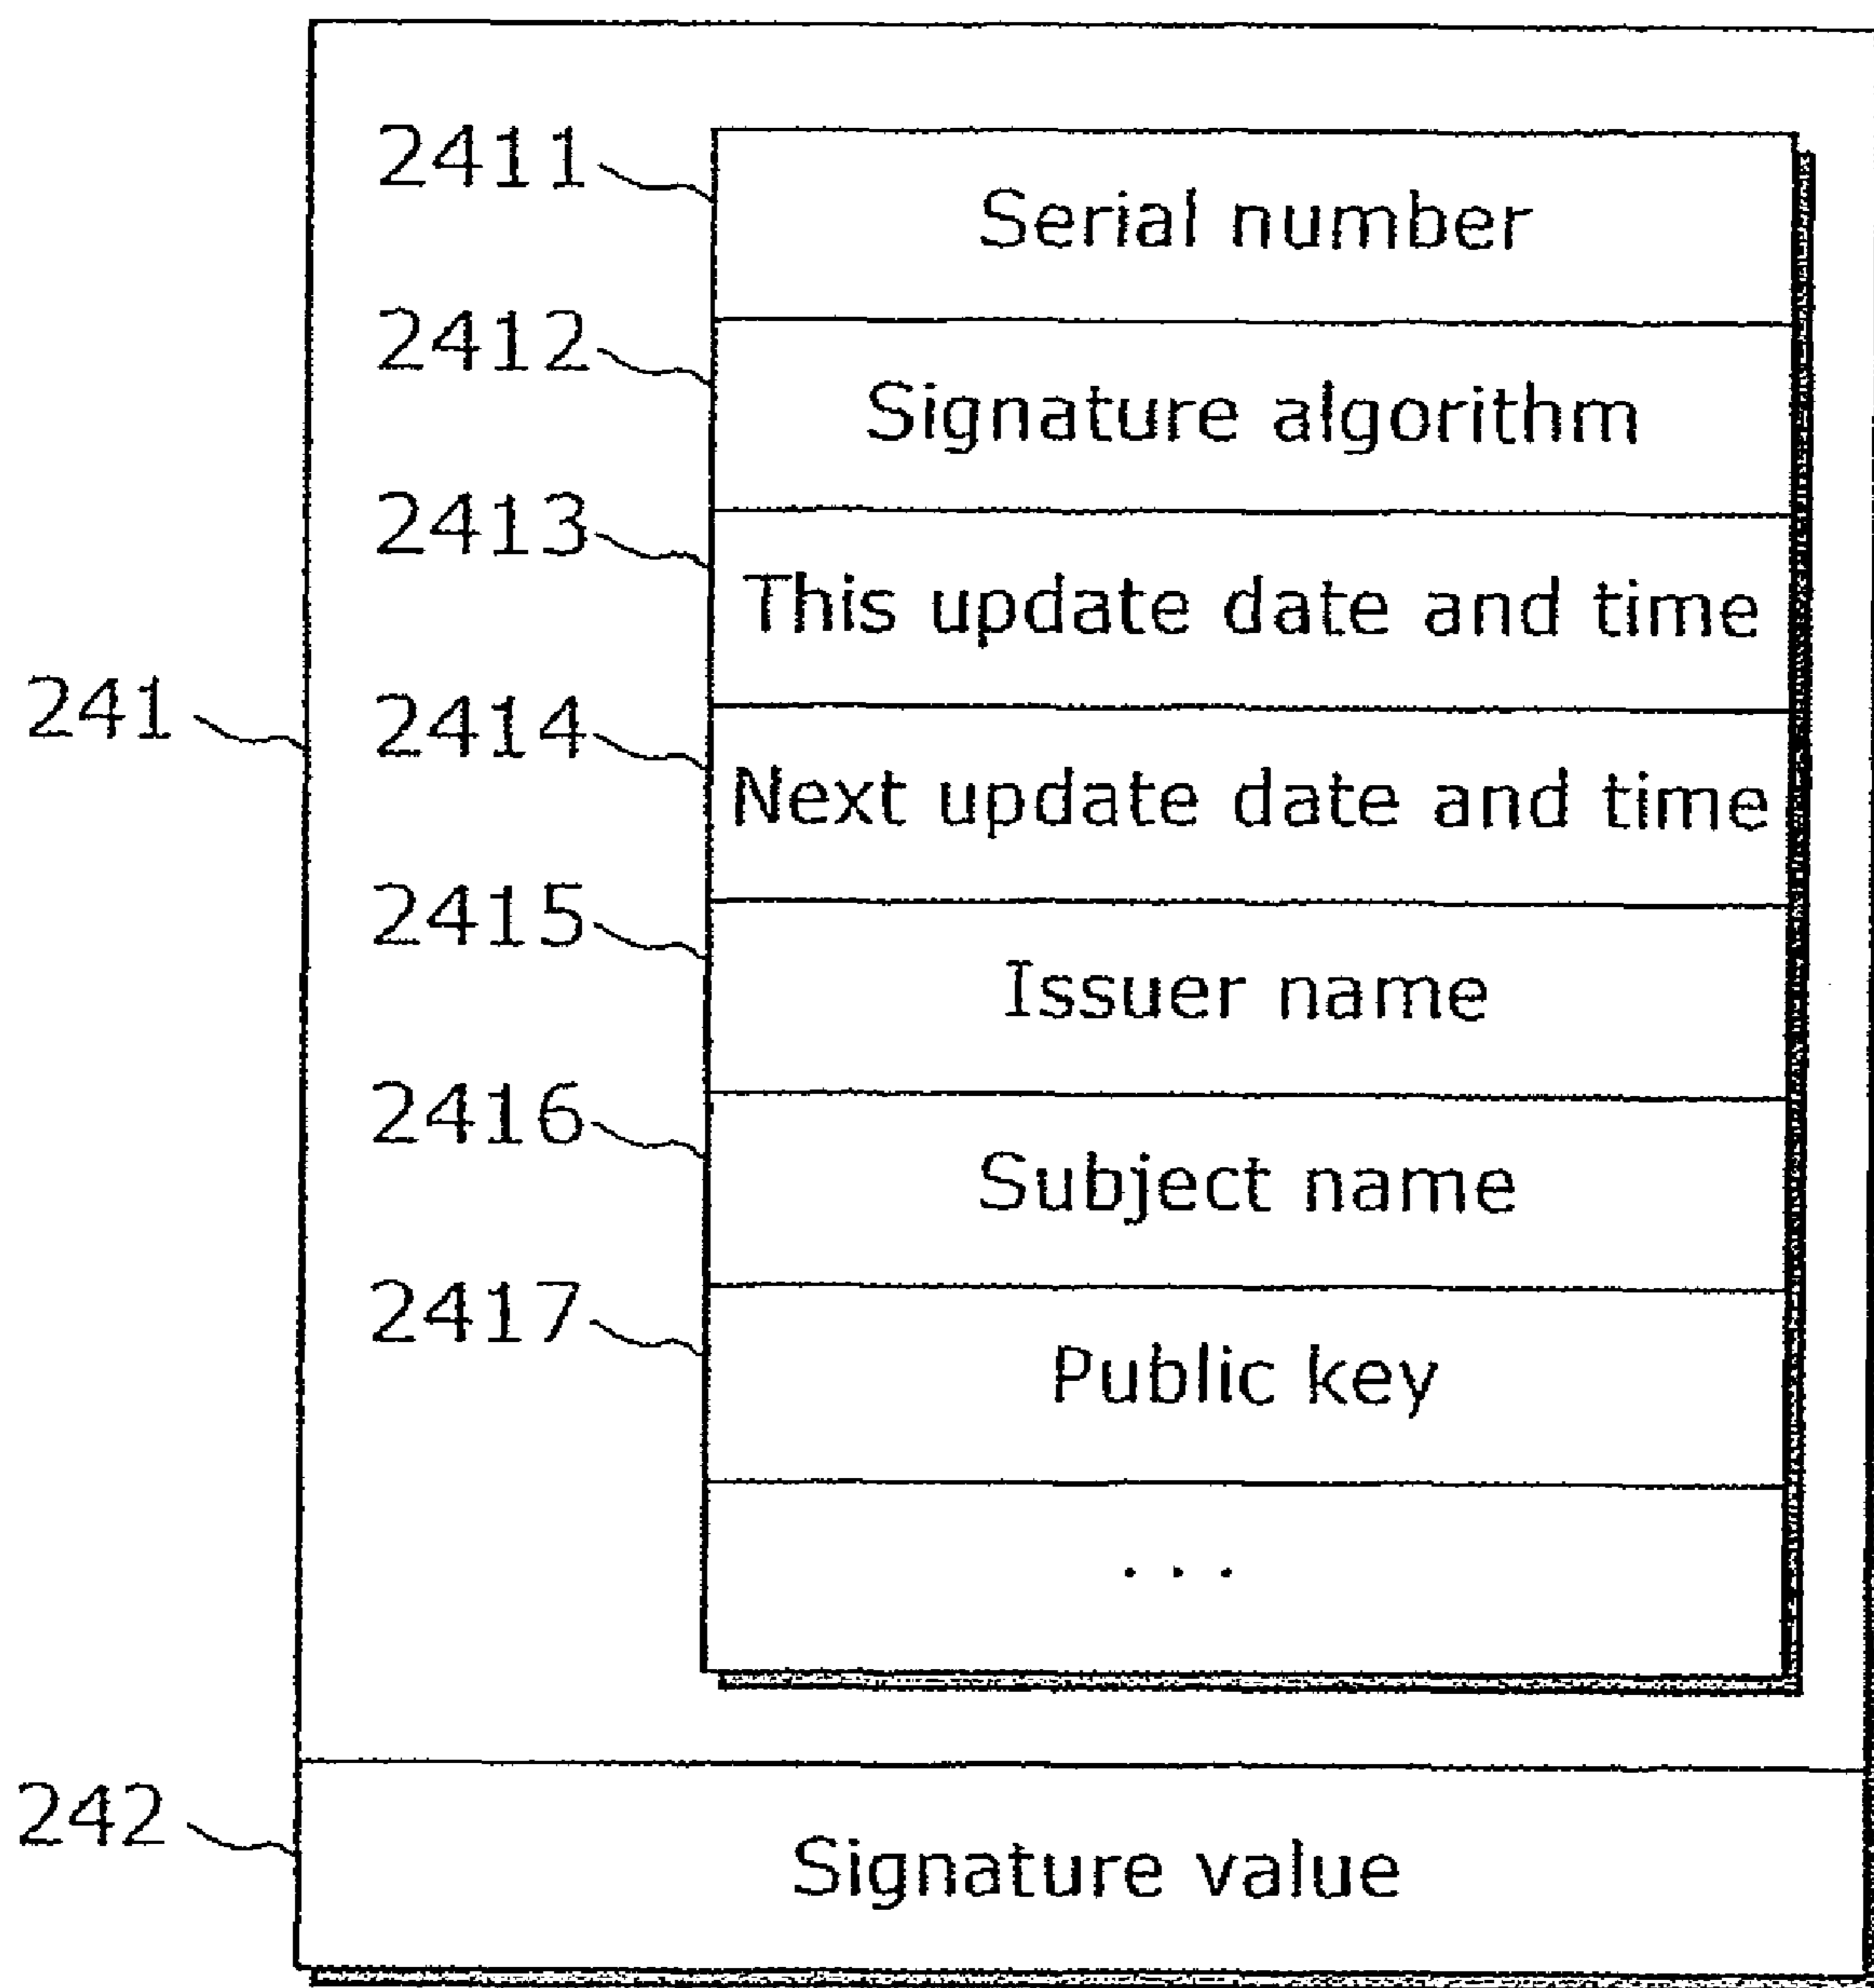 2411 Serial number
2412 Signature algorithm
2413 This update date and time
241
2414 Next update date and time
2415 Issuer name
2416 Subject name
2417 Public key
...
242 Signature value